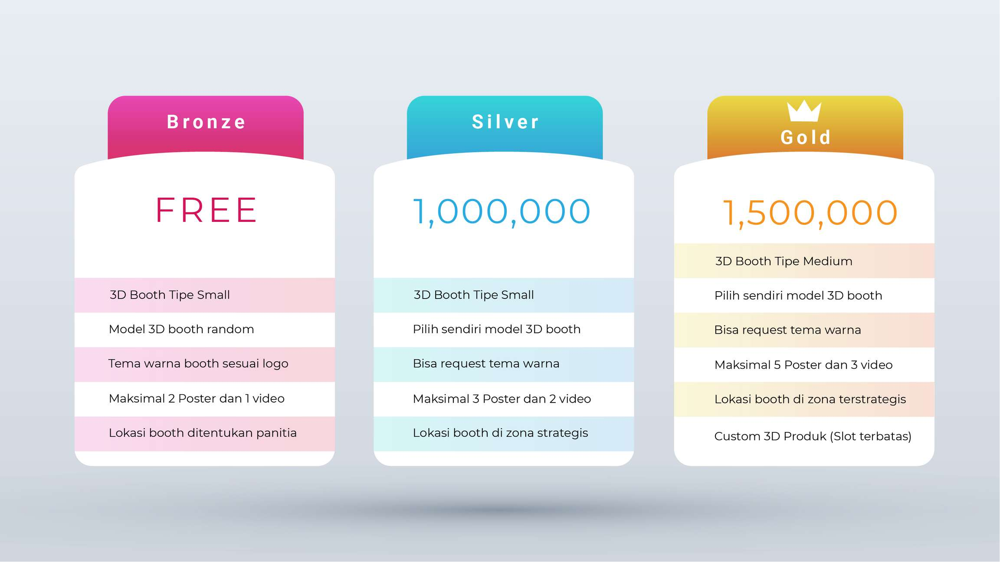 Bronze
FREE
3D Booth Tipe Small
Model 3D booth random
Tema warna booth sesuai logo
Maksimal 2 Poster dan 1 video
Lokasi booth ditentukan panitia
Silver
1,000,000
3D Booth Tipe Small
Pilih sendiri model 3D booth
Bisa request tema warna
Maksimal 3 Poster dan 2 video
Lokasi booth di zona strategis
Gold
1,500,000
3D Booth Tipe Medium
Pilih sendiri model 3D booth
Bisa request tema warna
Maksimal 5 Poster dan 3 video
Lokasi booth di zona terstrategis
Custom 3D Produk (Slot terbatas)